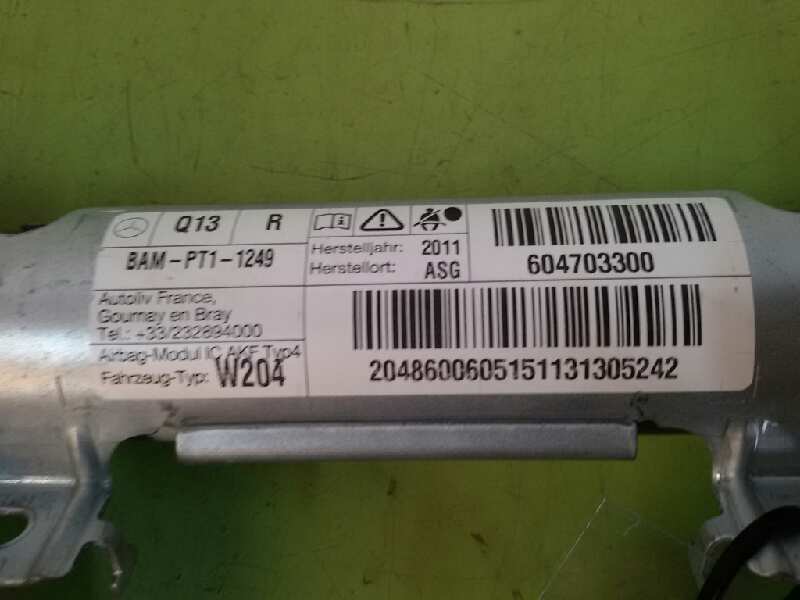 Q13 R
BAM-PT1-1249
Herstelljahr: 2011
Herstellort: ASG
604703300
Autoliv France,
Gournay en Bray
Tel.: +33/232894000
Airbag-Modul IC AKF Typ4
Fahrzeug-Typ: W204
2048600605151131305242